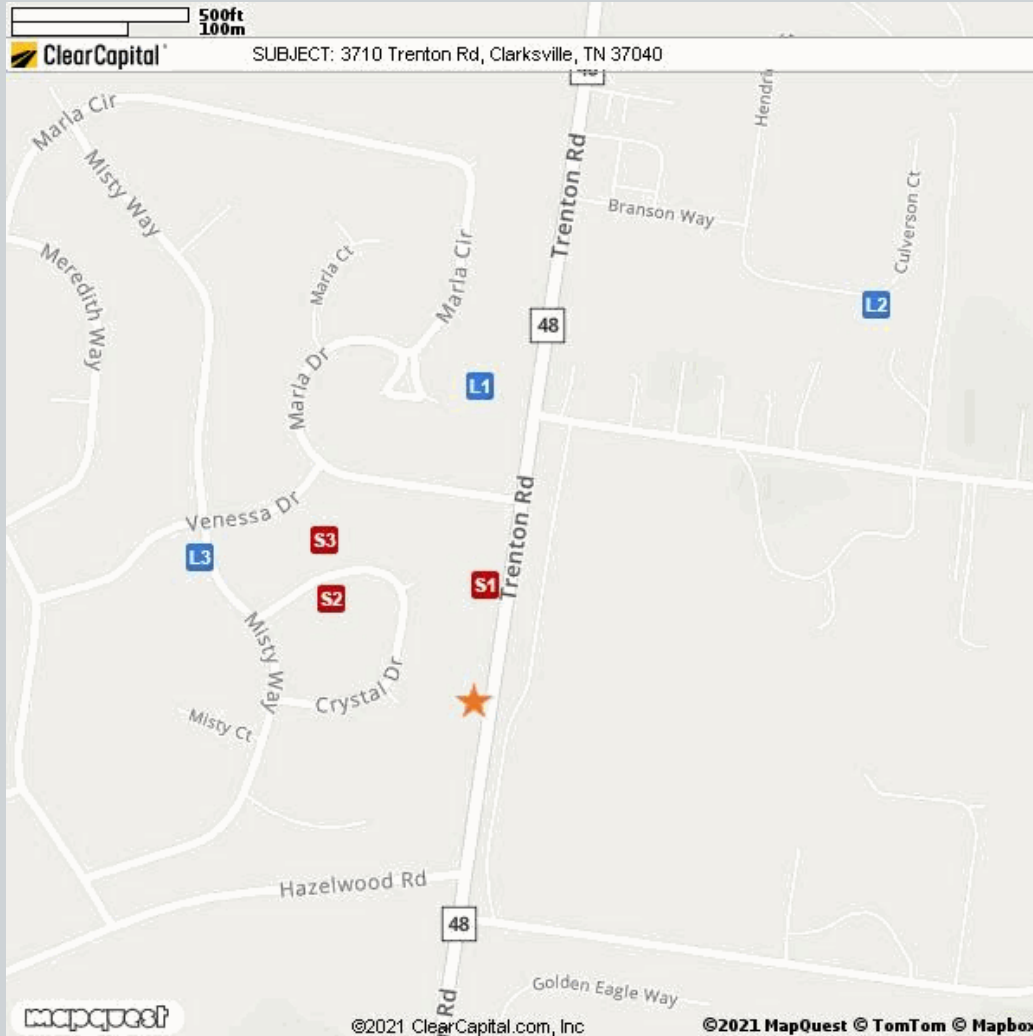 500ft
100m
ClearCapital
SUBJECT: 3710 Trenton Rd, Clarksville, TN 37040
48
Marla Cir
Misty Way
Trenton Rd
Branson Way
Culverson Ct
Meredith Way
Marla Ct
Marla Cir
L2
48
Marla Dr
L1
Venessa Dr
Trenton Rd
L3
S3
S1
S2
Misty Way
Crystal Dr
Misty Ct
Hazelwood Rd
48
Golden Eagle Way
Rd
mapquest
©2021 ClearCapital.com, Inc
©2021 MapQuest © TomTom © Mapbo